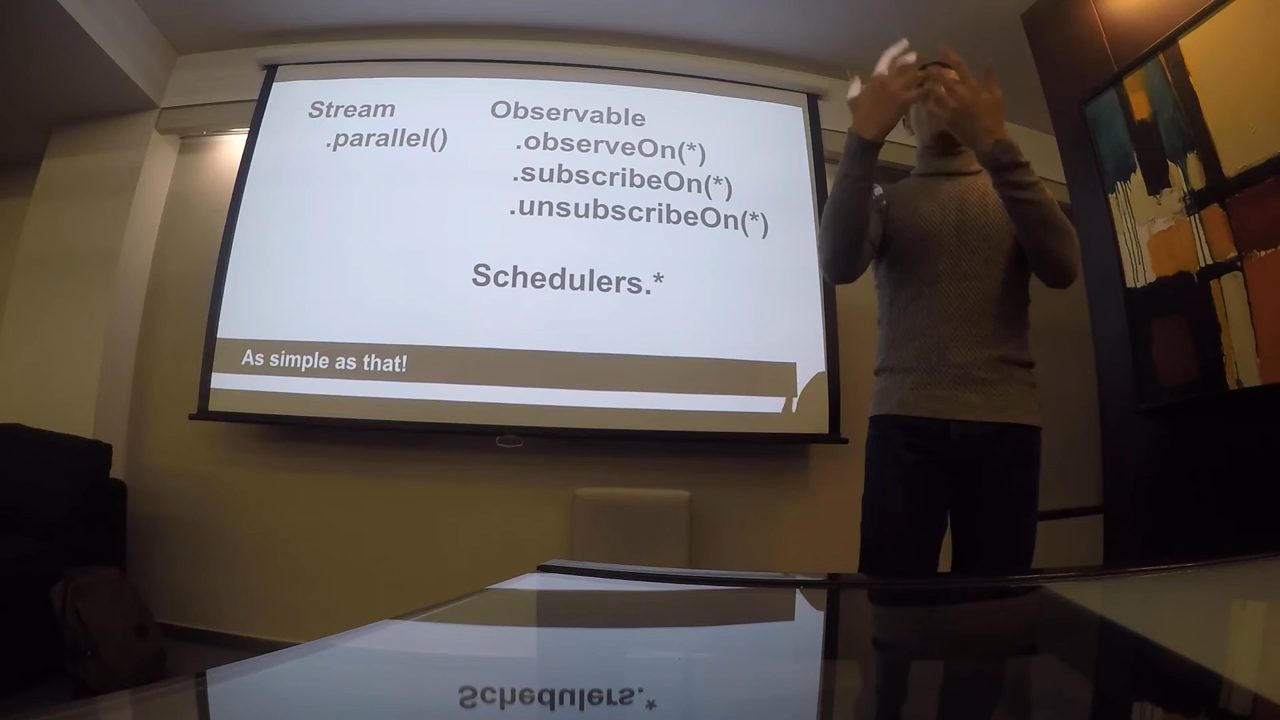 Stream
.parallel()
Observable
.observeOn(*)
.subscribeOn(*)
.unsubscribeOn(*)
Schedulers.*
As simple as that!
Schedulers.*